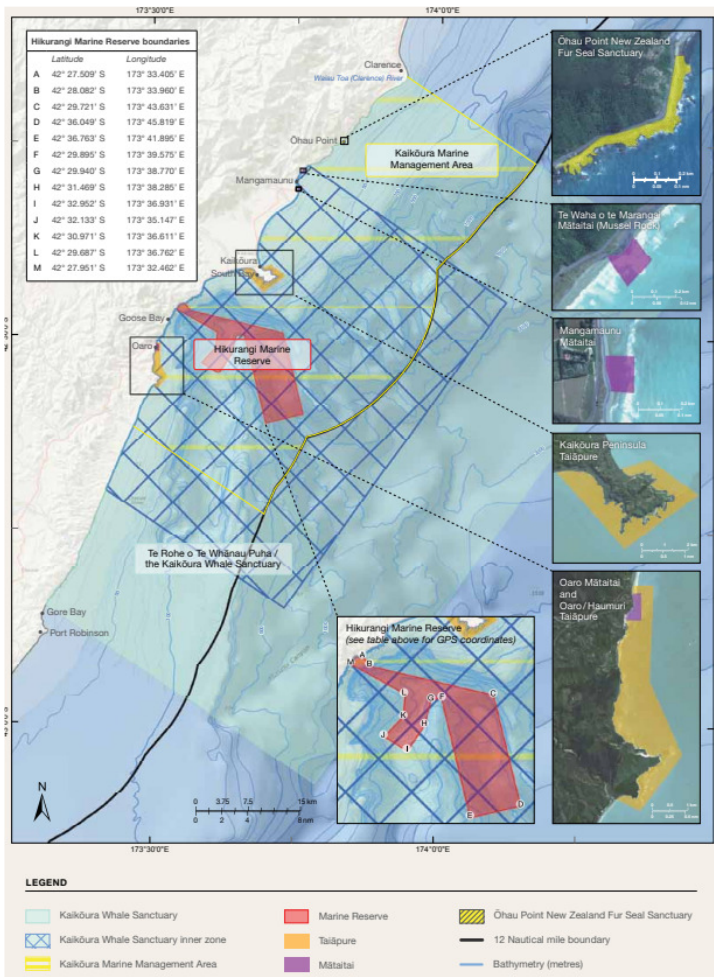 173°30'0"E
174°0'0"E
Hikurangi Marine Reserve boundaries
Latitude Longitude
A 42° 27.509' S 173° 33.405' E
B 42° 28.082' S 173° 33.960' E
C 42° 29.721' S 173° 43.631' E
D 42° 36.049' S 173° 45.819' E
E 42° 36.763' S 173° 41.895' E
F 42° 29.895' S 173° 39.575' E
G 42° 29.940' S 173° 38.770' E
H 42° 31.469' S 173° 38.285' E
I 42° 32.952' S 173° 36.931' E
J 42° 32.133' S 173° 35.147' E
K 42° 30.971' S 173° 36.611' E
L 42° 29.687' S 173° 36.762' E
M 42° 27.951' S 173° 32.462' E
Clarence
Waiau Toa (Clarence) River
Ōhau Point
Kaikōura Marine
Management Area
Mangamaunu
Kaikōura
South Bay
Goose Bay
Oaro
Hikurangi Marine
Reserve
Te Rohe o Te Whānau Puha /
the Kaikōura Whale Sanctuary
Gore Bay
Port Robinson
Ōhau Point New Zealand
Fur Seal Sanctuary
Te Waha o te Marangai
Mātaitai (Mussel Rock)
Mangamaunu
Mātaitai
Kaikōura Peninsula
Taiāpure
Oaro Mātaitai
and
Oaro/Haumuri
Taiāpure
Hikurangi Marine Reserve
(see table above for GPS coordinates)
A
M
B
L
G
F
C
K
H
J
I
D
E
N
0 3.75 7.5 15 km
0 2 4 8 nm
173°30'0"E
174°0'0"E
LEGEND
Kaikōura Whale Sanctuary
Kaikōura Whale Sanctuary inner zone
Kaikōura Marine Management Area
Marine Reserve
Taiāpure
Mātaitai
Ōhau Point New Zealand Fur Seal Sanctuary
12 Nautical mile boundary
Bathymetry (metres)